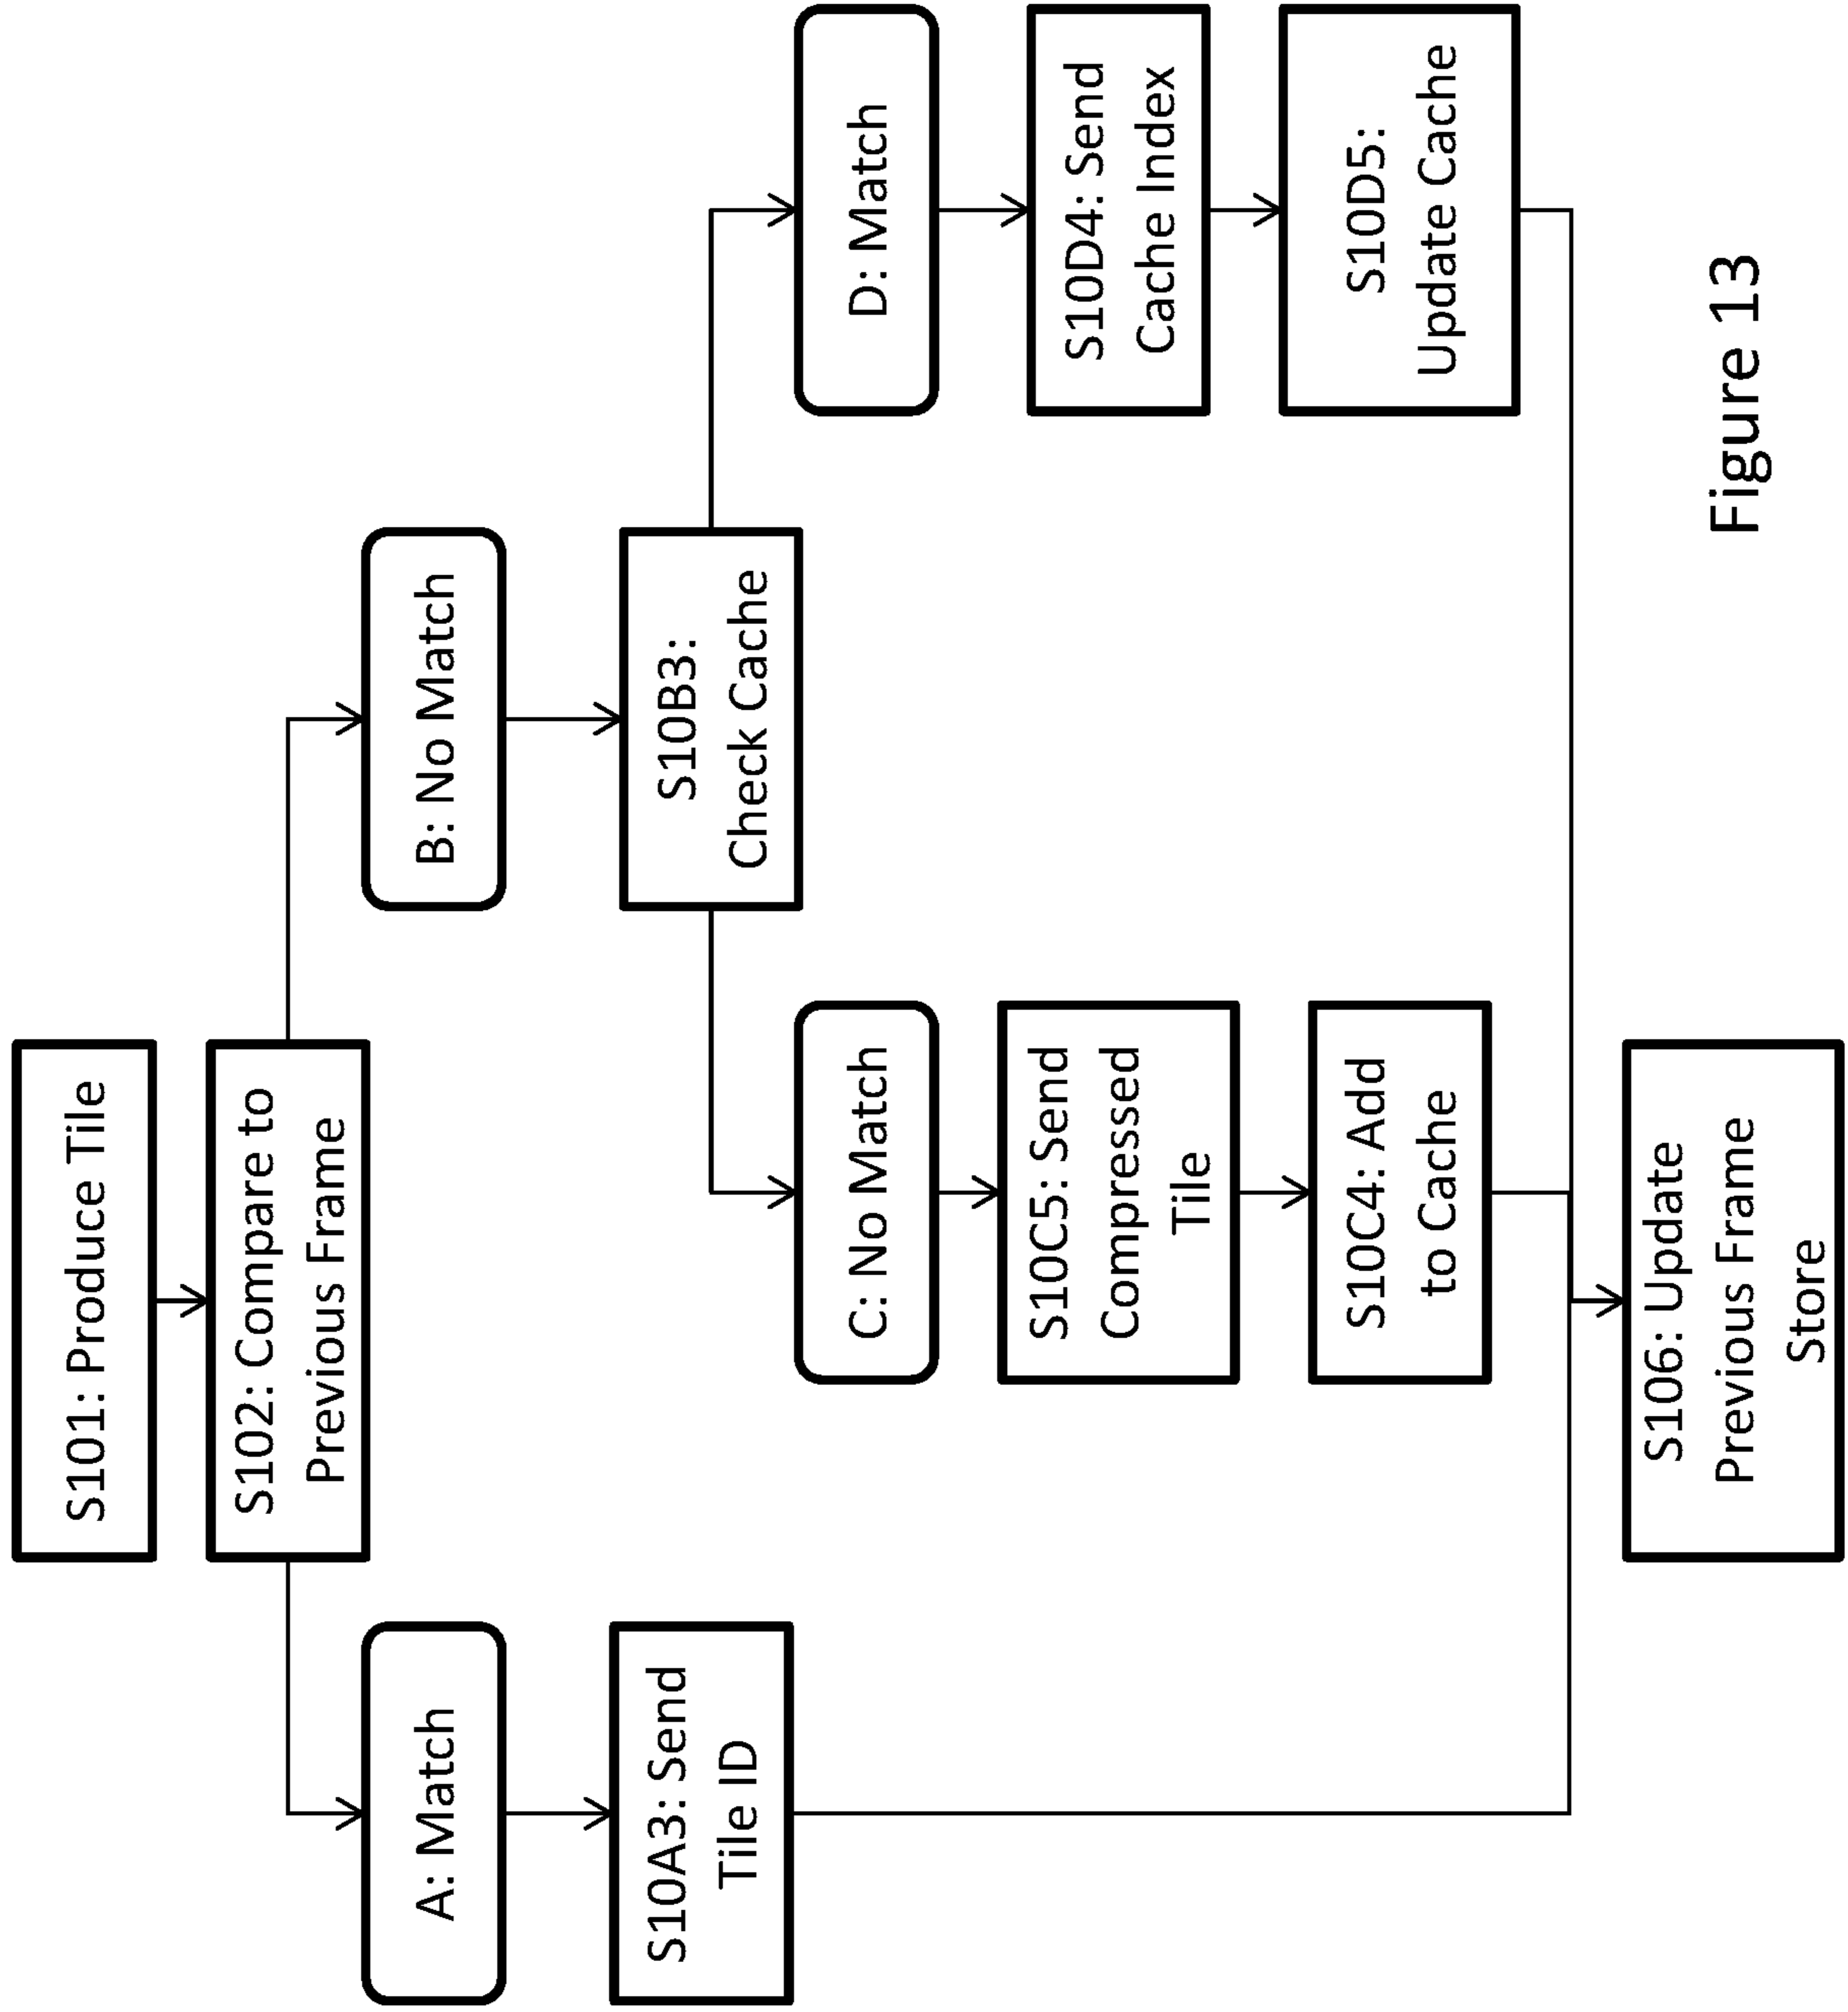 S101: Produce Tile
S102: Compare to
Previous Frame
A: Match
B: No Match
S10A3: Send
Tile ID
S10B3:
Check Cache
C: No Match
D: Match
S10C5: Send
Compressed
Tile
S10D4: Send
Cache Index
S10C4: Add
to Cache
S10D5:
Update Cache
S106: Update
Previous Frame
Store
Figure 13